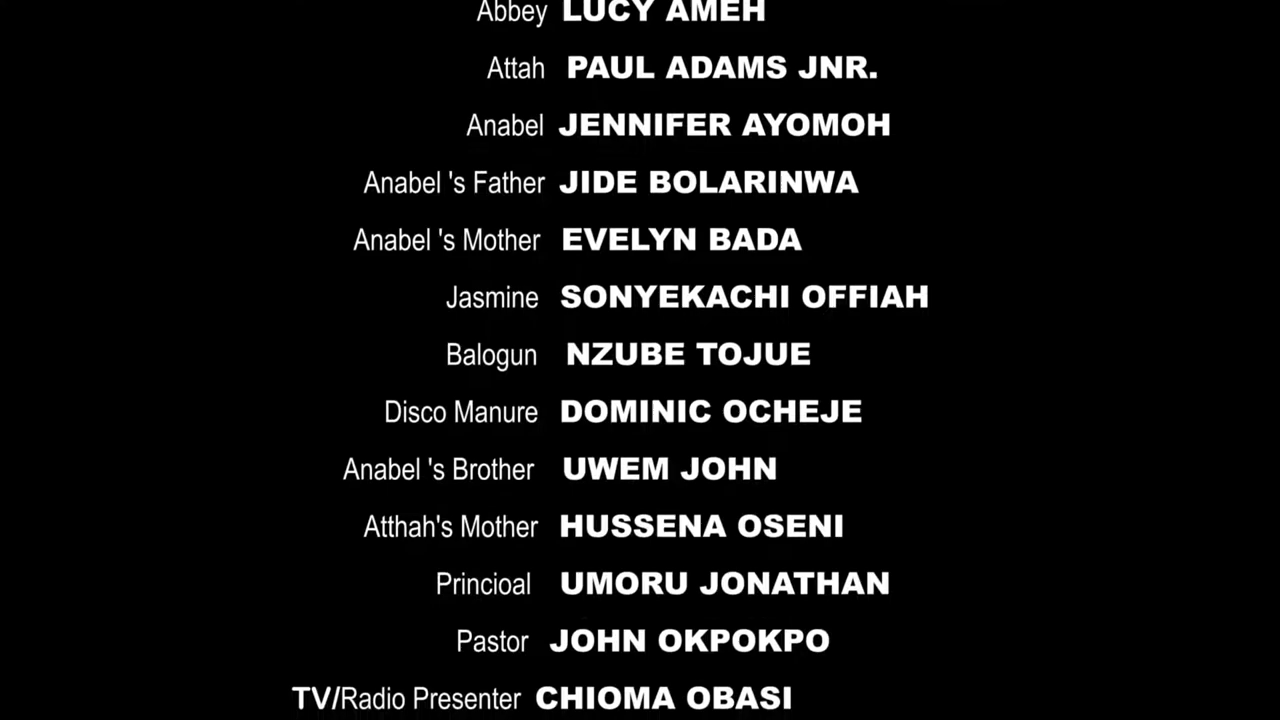 Abbey LUCY AMEH
Attah PAUL ADAMS JNR.
Anabel JENNIFER AYOMOH
Anabel 's Father JIDE BOLARINWA
Anabel 's Mother EVELYN BADA
Jasmine SONYEKACHI OFFIAH
Balogun NZUBE TOJUE
Disco Manure DOMINIC OCHEJE
Anabel 's Brother UWEM JOHN
Atthah's Mother HUSSENA OSENI
Princioal UMORU JONATHAN
Pastor JOHN OKPOKPO
TV/Radio Presenter CHIOMA OBASI